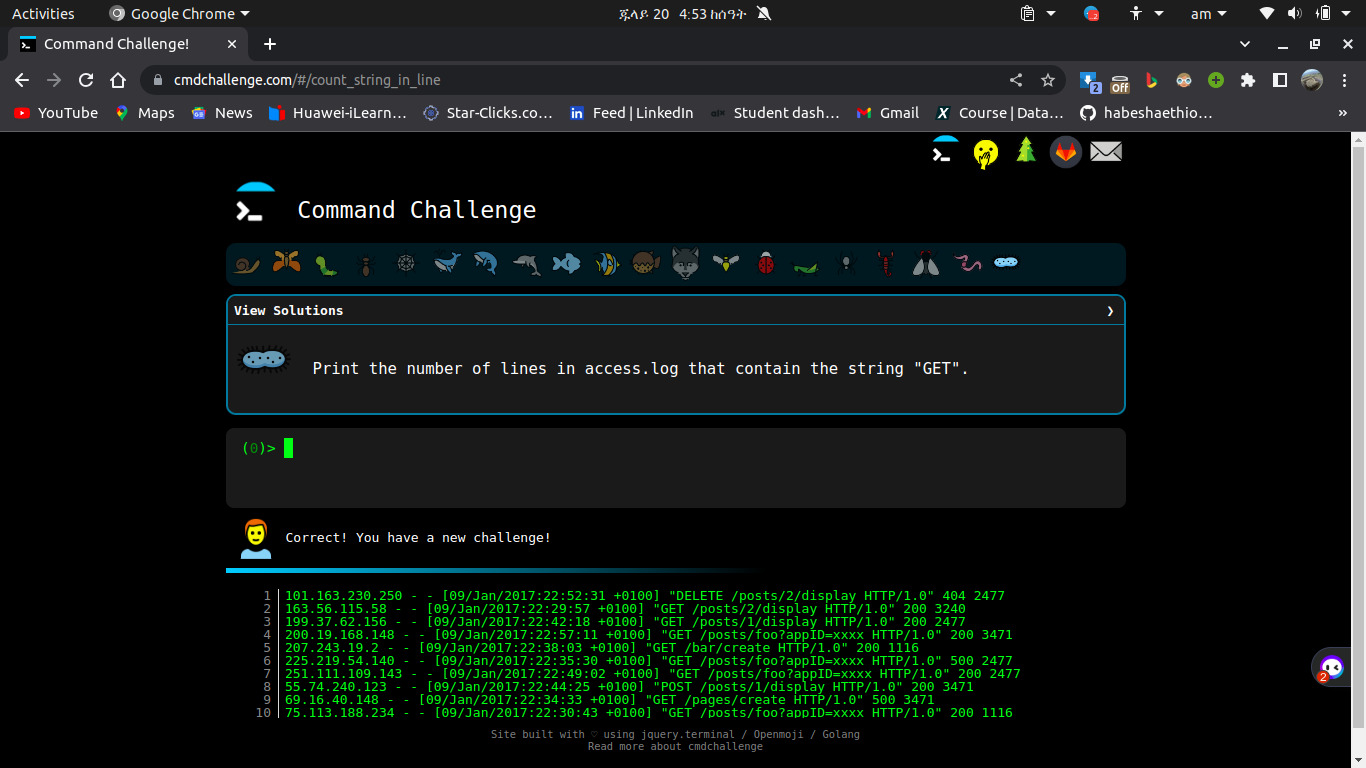 Activities
Google Chrome
ጁላይ 20 4:53 ከሰዓት
2
am
Command Challenge!
cmdchallenge.com/#/count_string_in_line
2
Off
YouTube
Maps
News
Huawei-iLearn…
Star-Clicks.co…
Feed | LinkedIn
Student dash…
Gmail
Course | Data…
habeshaethio…
»
Command Challenge
View Solutions ❯
Print the number of lines in access.log that contain the string "GET".
(0)>
Correct! You have a new challenge!
1 101.163.230.250 - - [09/Jan/2017:22:52:31 +0100] "DELETE /posts/2/display HTTP/1.0" 404 2477
2 163.56.115.58 - - [09/Jan/2017:22:29:57 +0100] "GET /posts/2/display HTTP/1.0" 200 3240
3 199.37.62.156 - - [09/Jan/2017:22:42:18 +0100] "GET /posts/1/display HTTP/1.0" 200 2477
4 200.19.168.148 - - [09/Jan/2017:22:57:11 +0100] "GET /posts/foo?appID=xxxx HTTP/1.0" 200 3471
5 207.243.19.2 - - [09/Jan/2017:22:38:03 +0100] "GET /bar/create HTTP/1.0" 200 1116
6 225.219.54.140 - - [09/Jan/2017:22:35:30 +0100] "GET /posts/foo?appID=xxxx HTTP/1.0" 500 2477
7 251.111.109.143 - - [09/Jan/2017:22:49:02 +0100] "GET /posts/foo?appID=xxxx HTTP/1.0" 200 2477
8 55.74.240.123 - - [09/Jan/2017:22:44:25 +0100] "POST /posts/1/display HTTP/1.0" 200 3471
9 69.16.40.148 - - [09/Jan/2017:22:34:33 +0100] "GET /pages/create HTTP/1.0" 500 3471
10 75.113.188.234 - - [09/Jan/2017:22:30:43 +0100] "GET /posts/foo?appID=xxxx HTTP/1.0" 200 1116
2
Site built with ♡ using jquery.terminal / Openmoji / Golang
Read more about cmdchallenge